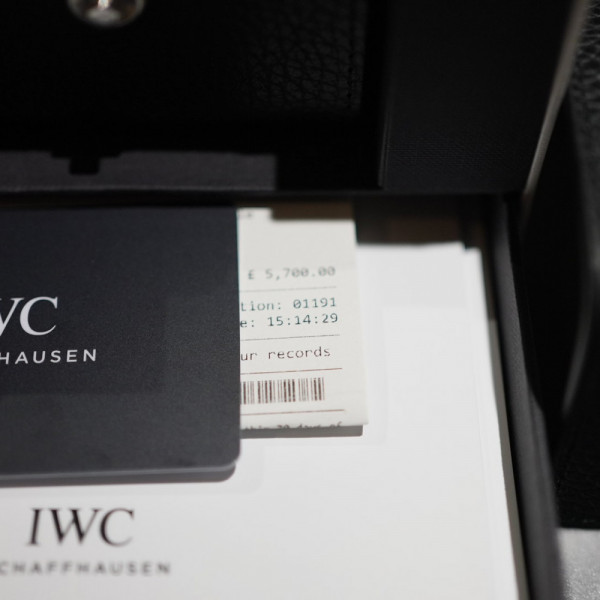 WC
HAUSEN
£ 5,700.00
tion: 01191
e: 15:14:29
ur records
IWC
CHAFFHAUSEN